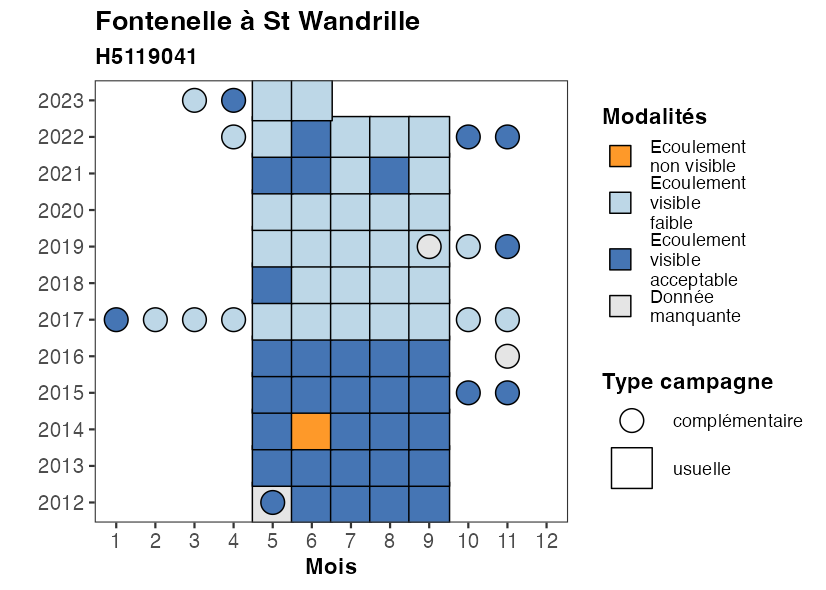 Fontenelle à St Wandrille
H5119041
2023
2022
2021
2020
2019
2018
2017
2016
2015
2014
2013
2012
1 2 3 4 5 6 7 8 9 10 11 12
Mois
Modalités
Ecoulement
non visible
Ecoulement
visible
faible
Ecoulement
visible
acceptable
Donnée
manquante
Type campagne
complémentaire
usuelle